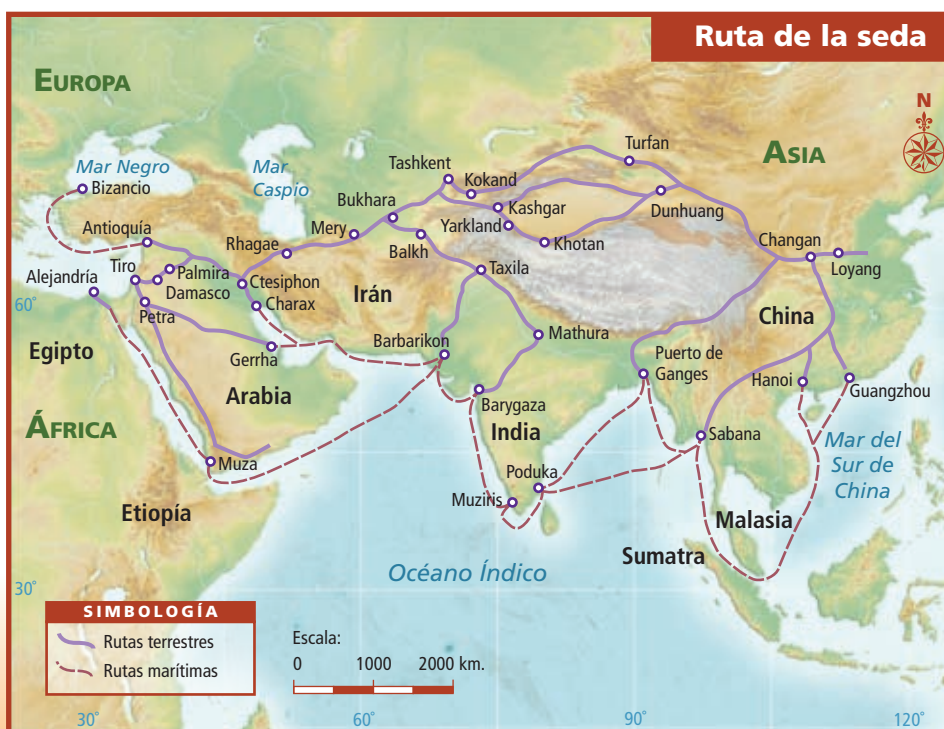 Ruta de la seda
EUROPA
N
Turfan
ASIA
Mar Negro
Mar
Caspio
Tashkent
Kokand
Bizancio
Bukhara
Kashgar
Dunhuang
Mery
Yarkland
Antioquía
Rhagae
Balkh
Khotan
Changan
Loyang
Tiro
Palmira
Ctesiphon
Taxila
Alejandría
Damasco
Irán
Charax
60°
China
Petra
Mathura
Barbarikon
Egipto
Gerrha
Puerto de
Ganges
Hanoi
Guangzhou
Arabia
Barygaza
ÁFRICA
India
Sabana
Mar del
Sur de
China
Muza
Poduka
Muziris
Etiopía
Malasia
Sumatra
Océano Índico
30°
SIMBOLOGÍA
Rutas terrestres
Rutas marítimas
Escala:
0 1000 2000 km.
30° 60° 90° 120°